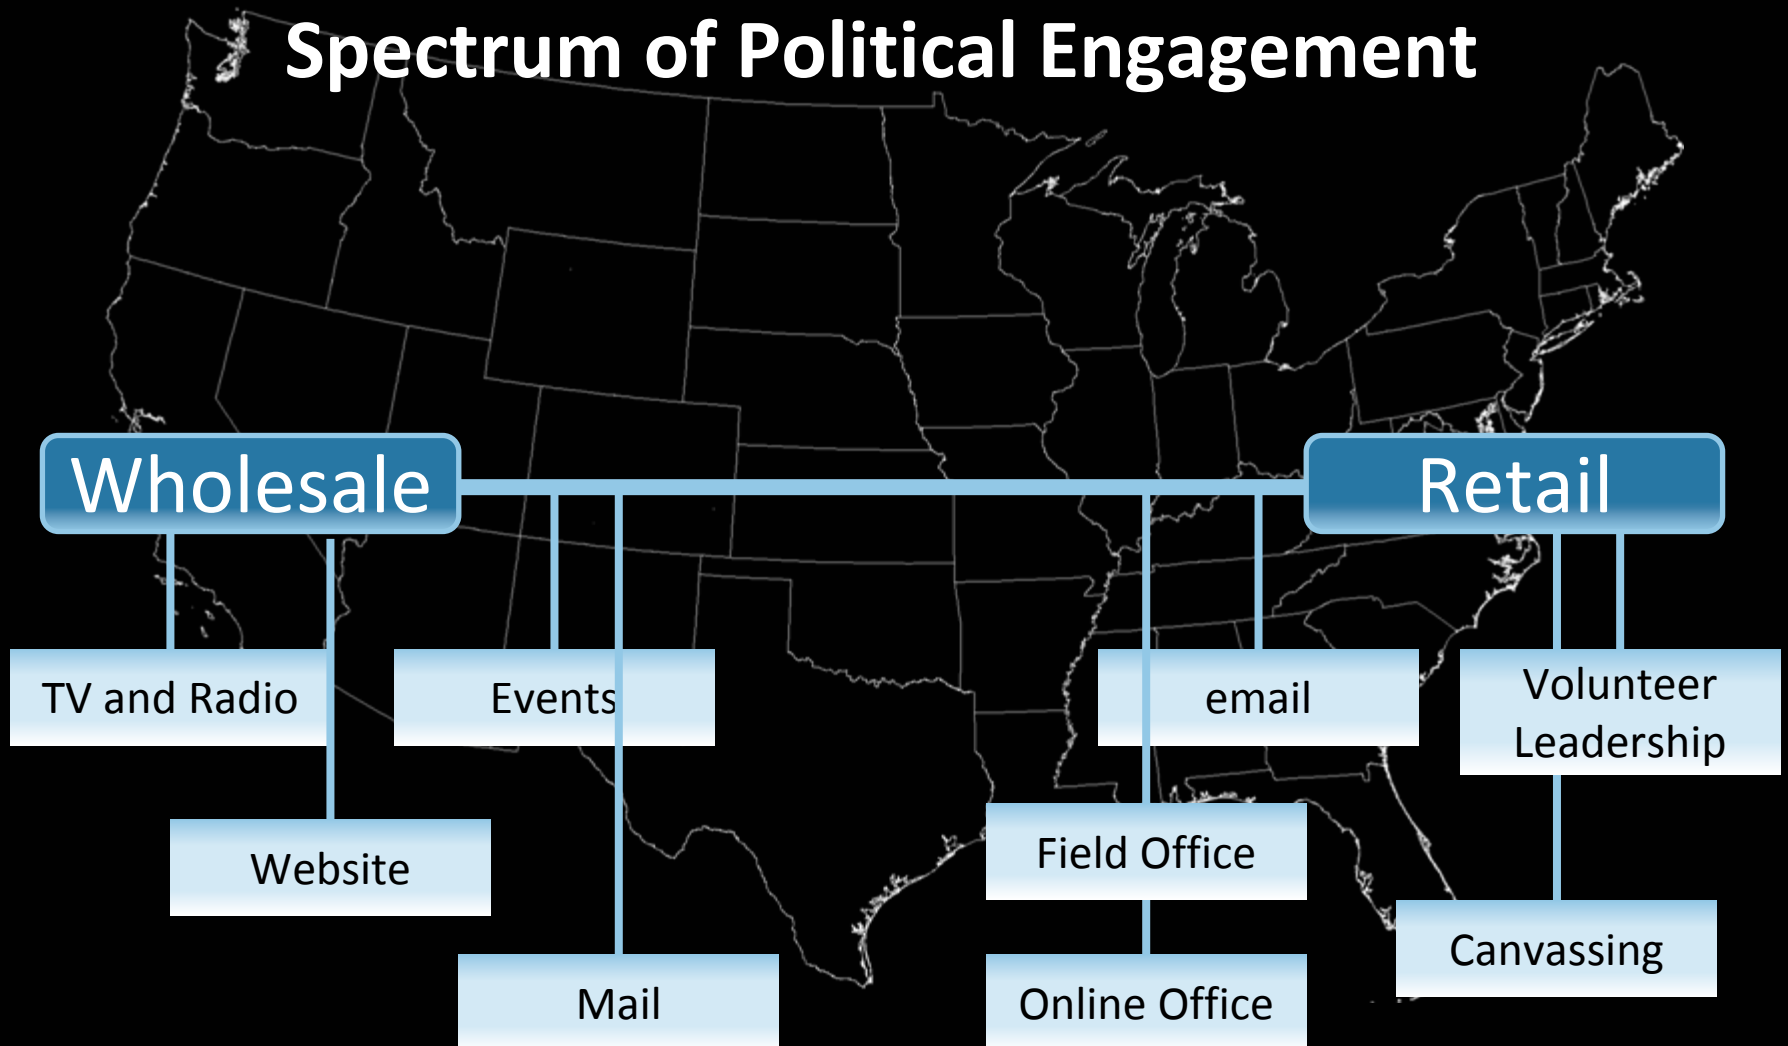 Spectrum of Political Engagement
Wholesale
Retail
TV and Radio
Events
email
Volunteer
Leadership
Website
Field Office
Canvassing
Mail
Online Office